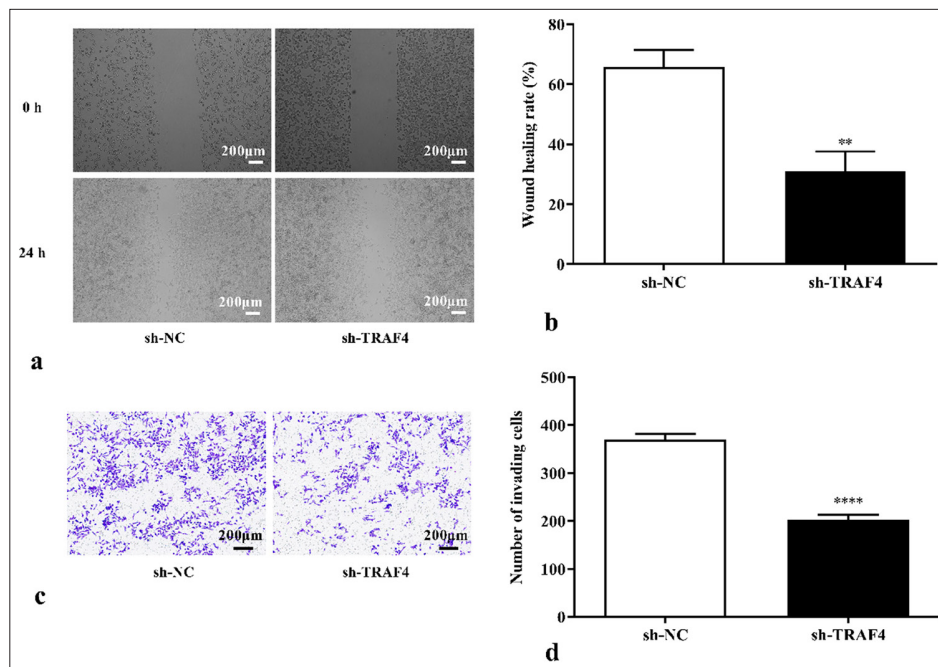 0 h
200μm
200μm
24 h
200μm
200μm
sh-NC
sh-TRAF4
a
Wound healing rate (%)
80
60
40
20
0
**
sh-NC
sh-TRAF4
b
200μm
200μm
sh-NC
sh-TRAF4
c
Number of invading cells
500
400
300
200
100
0
****
sh-NC
sh-TRAF4
d